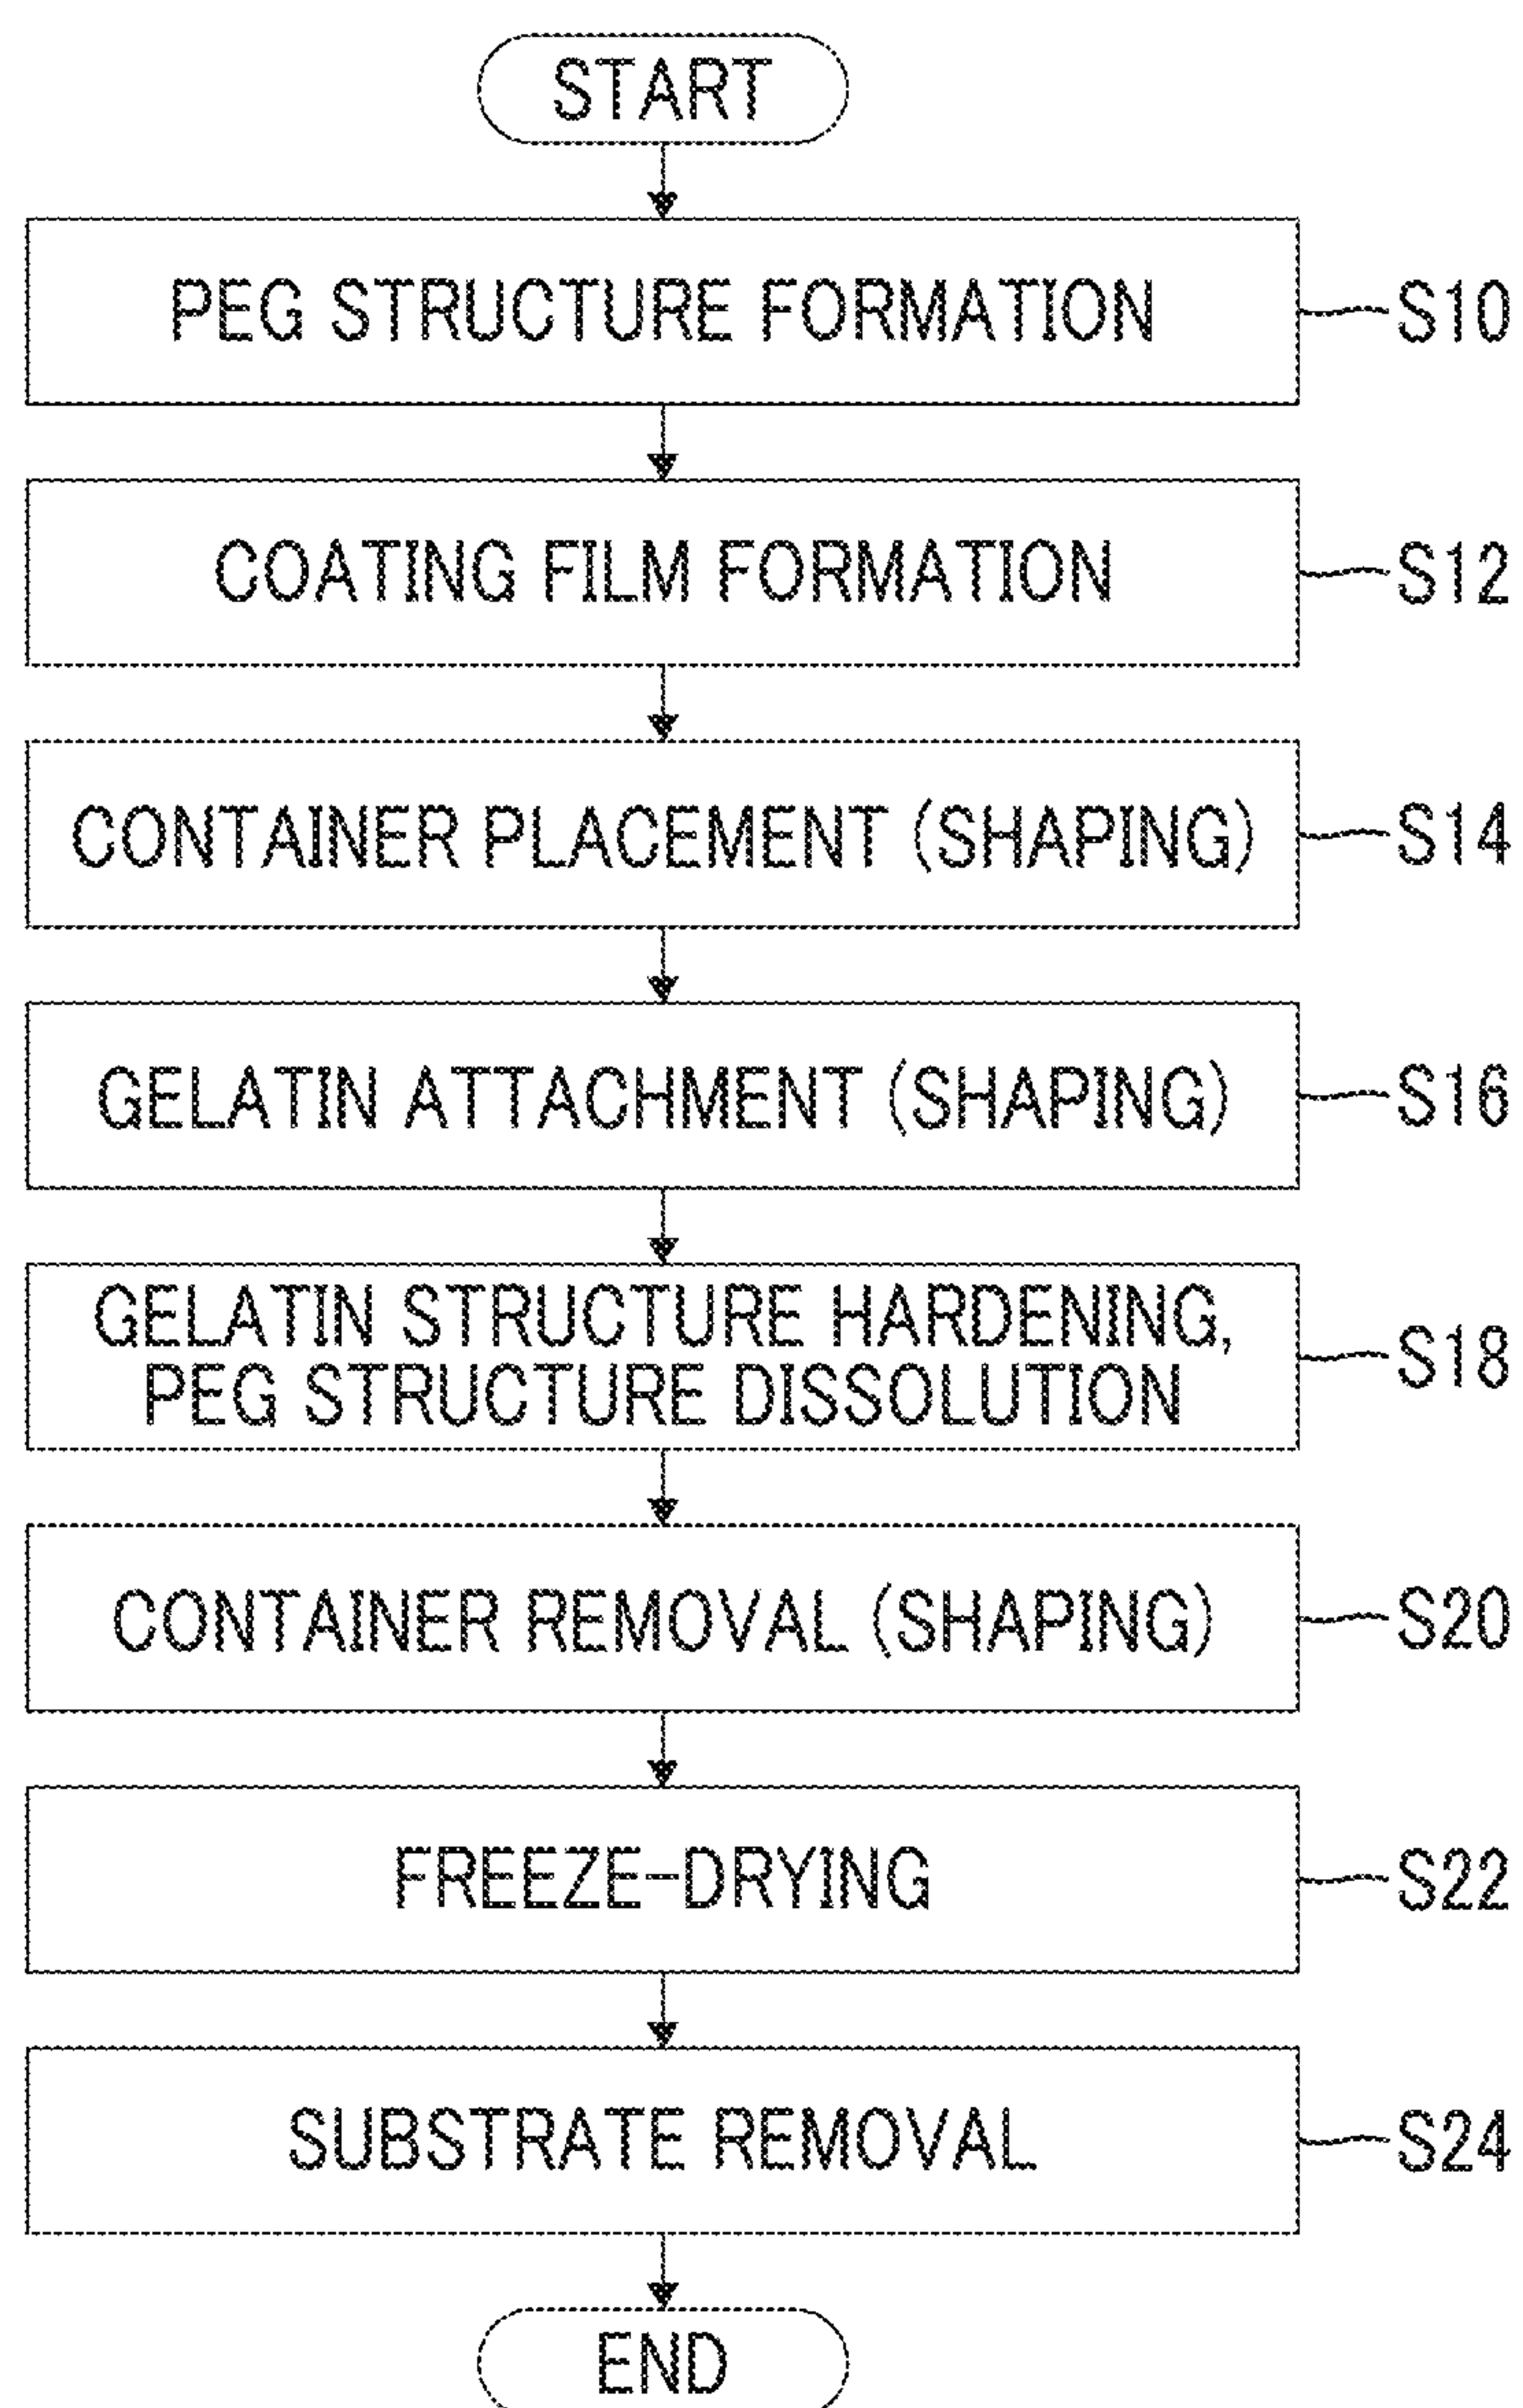 START
PEG STRUCTURE FORMATION
S10
COATING FILM FORMATION
S12
CONTAINER PLACEMENT (SHAPING)
S14
GELATIN ATTACHMENT (SHAPING)
S16
GELATIN STRUCTURE HARDENING,
PEG STRUCTURE DISSOLUTION
S18
CONTAINER REMOVAL (SHAPING)
S20
FREEZE-DRYING
S22
SUBSTRATE REMOVAL
S24
END